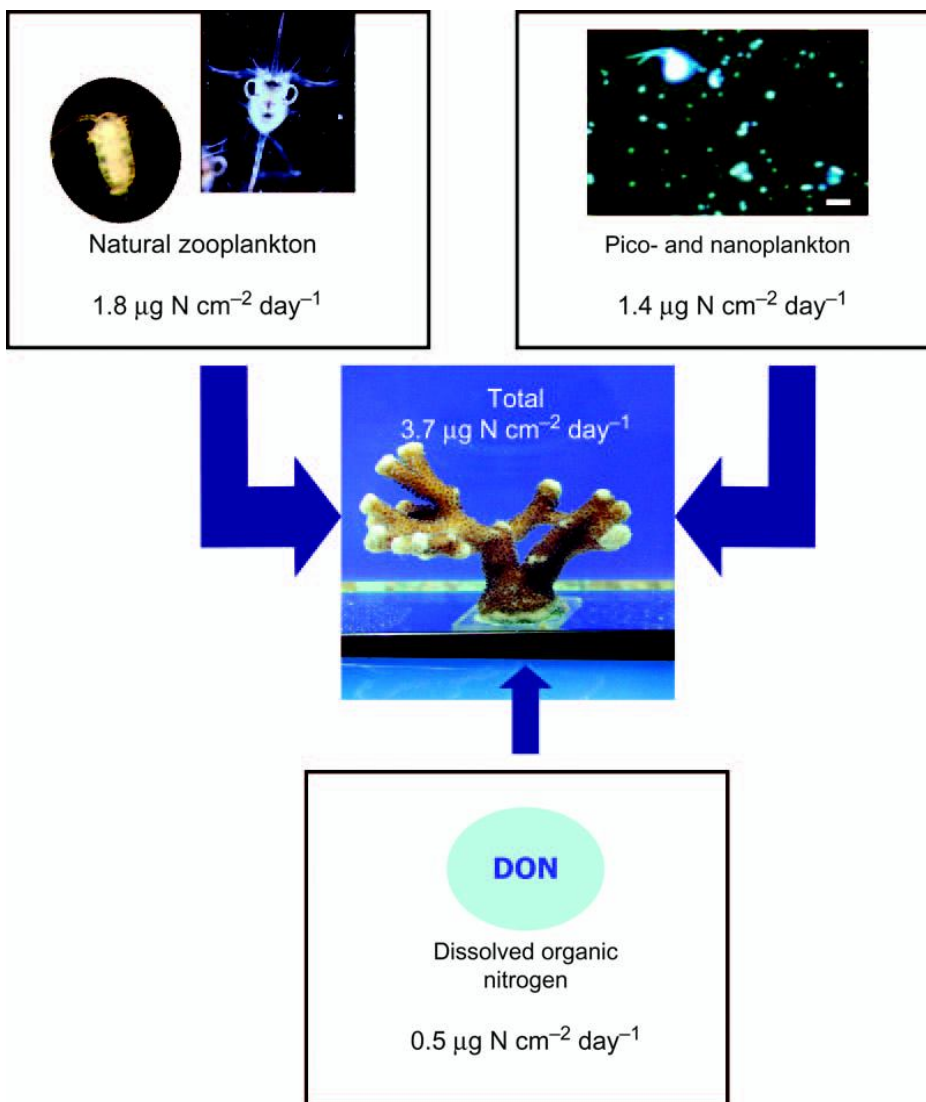 Natural zooplankton
1.8 μg N cm⁻² day⁻¹
Pico- and nanoplankton
1.4 μg N cm⁻² day⁻¹
Total
3.7 μg N cm⁻² day⁻¹
DON
Dissolved organic
nitrogen
0.5 μg N cm⁻² day⁻¹